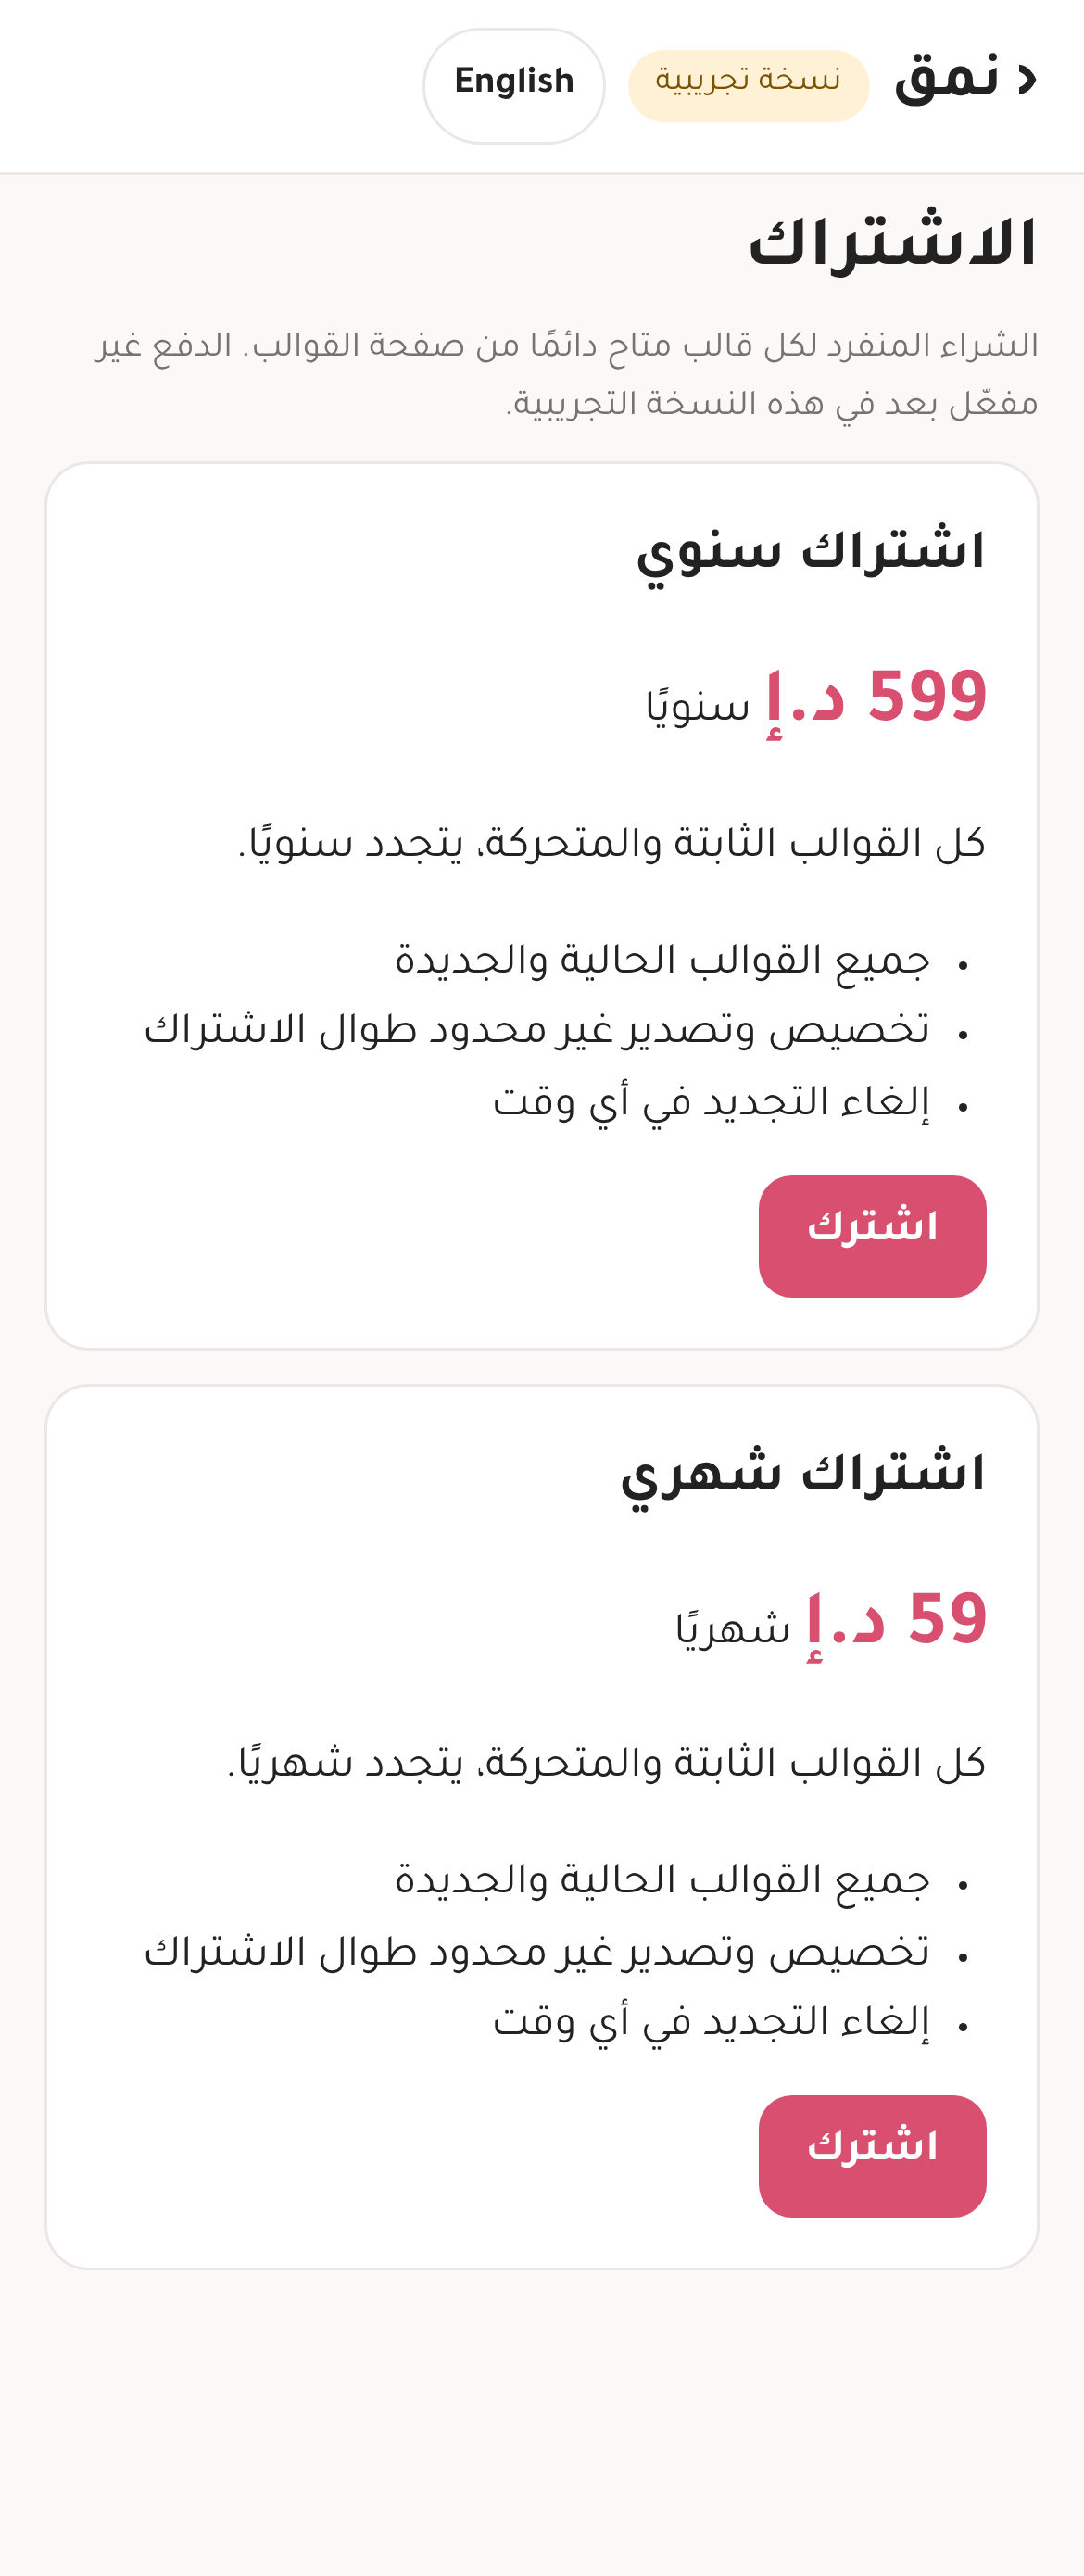 › نمق
نسخة تجريبية
English
الاشتراك
الشراء المنفرد لكل قالب متاح دائمًا من صفحة القوالب. الدفع غير
مفعّل بعد في هذه النسخة التجريبية.
اشتراك سنوي
599 د.إ سنويًا
كل القوالب الثابتة والمتحركة، يتجدد سنويًا.
• جميع القوالب الحالية والجديدة
• تخصيص وتصدير غير محدود طوال الاشتراك
• إلغاء التجديد في أي وقت
اشترك
اشتراك شهري
59 د.إ شهريًا
كل القوالب الثابتة والمتحركة، يتجدد شهريًا.
• جميع القوالب الحالية والجديدة
• تخصيص وتصدير غير محدود طوال الاشتراك
• إلغاء التجديد في أي وقت
اشترك